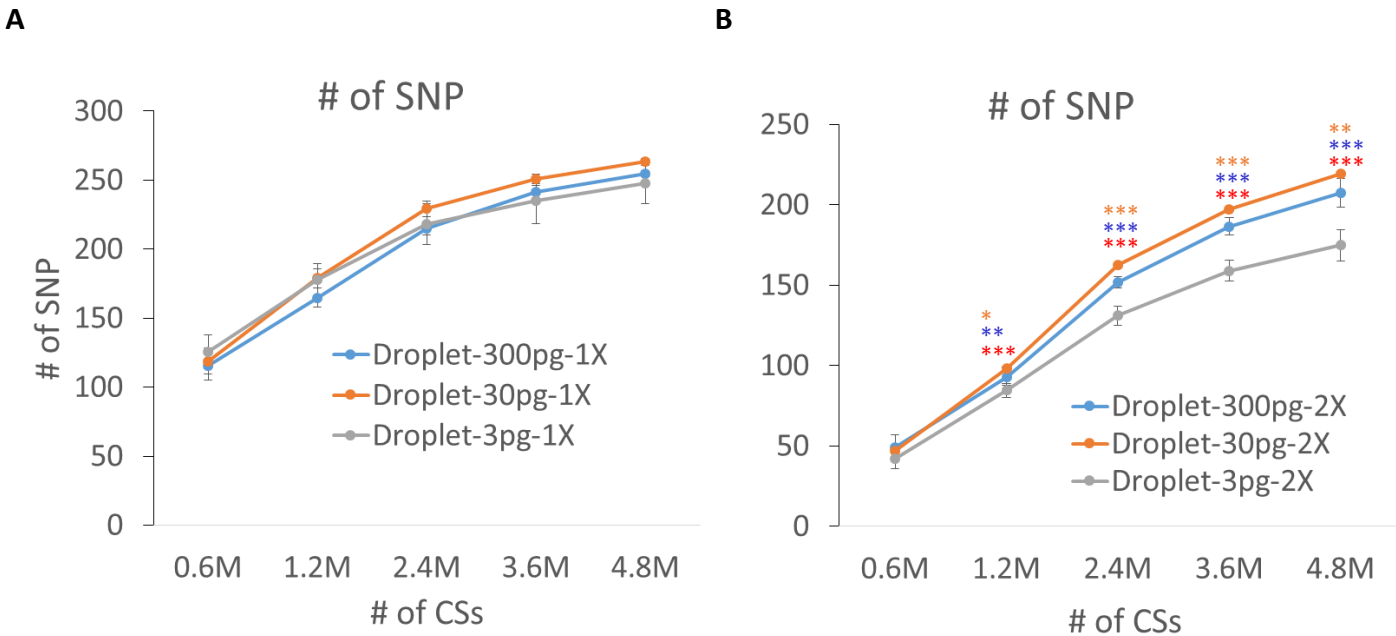 A
# of SNP
300
250
200
150
100
50
0
# of SNP
Droplet-300pg-1X
Droplet-30pg-1X
Droplet-3pg-1X
0.6M 1.2M 2.4M 3.6M 4.8M
# of CSs
B
# of SNP
250
200
150
100
50
0
*
**
***
***
***
***
***
***
***
**
***
***
Droplet-300pg-2X
Droplet-30pg-2X
Droplet-3pg-2X
0.6M 1.2M 2.4M 3.6M 4.8M
# of CSs